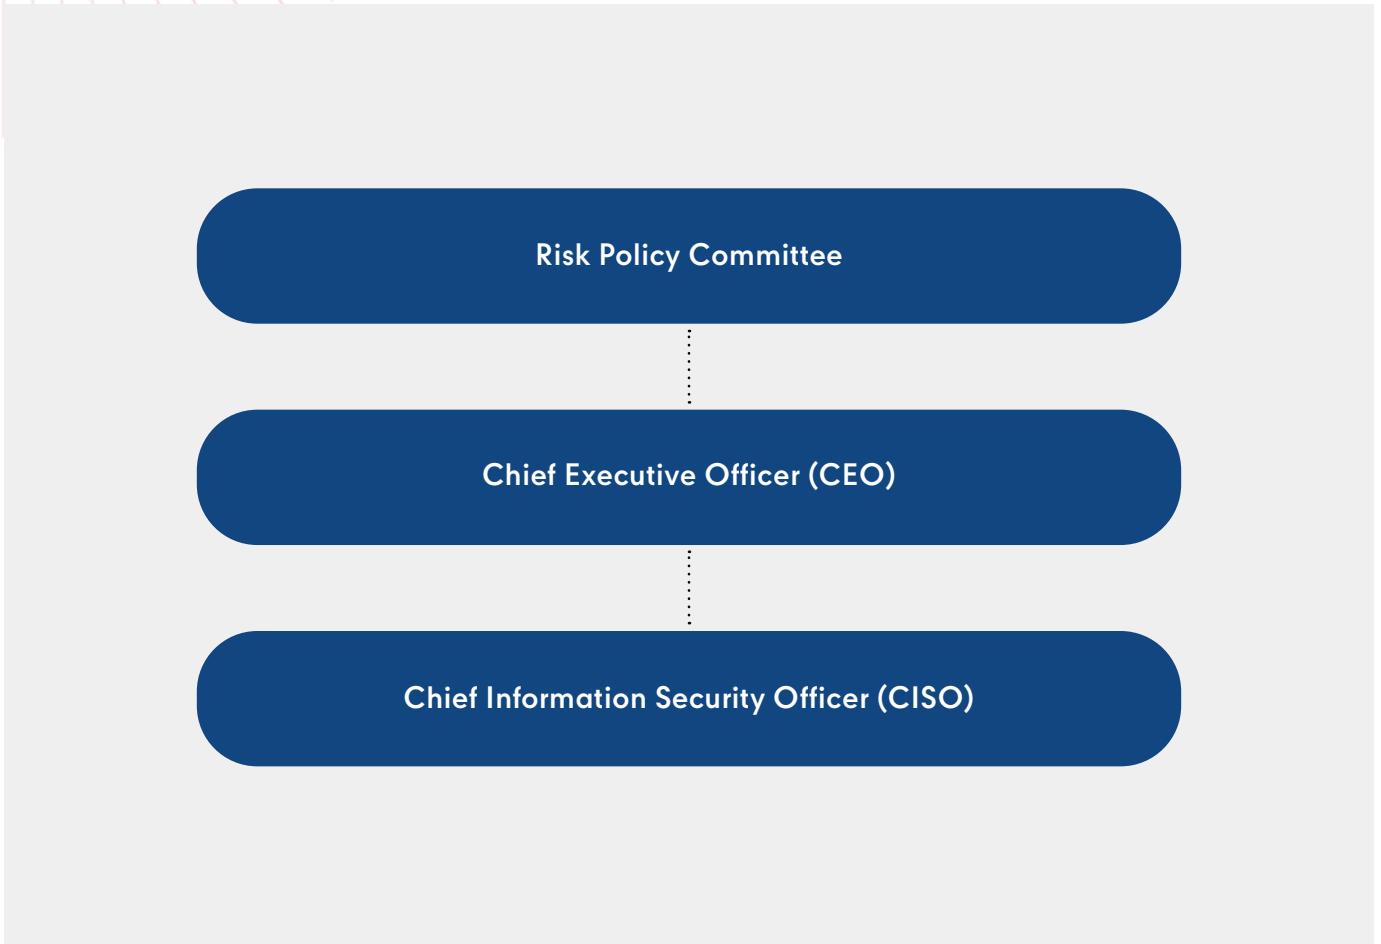 Risk Policy Committee
Chief Executive Officer (CEO)
Chief Information Security Officer (CISO)